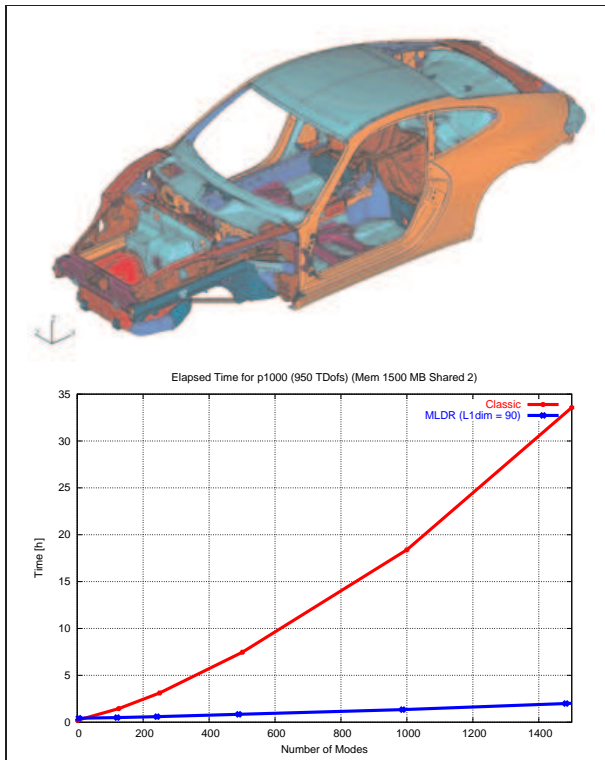 Elapsed Time for p1000 (950 TDofs) (Mem 1500 MB Shared 2)
Classic
MLDR (L1dim = 90)
Time [h]
35
30
25
20
15
10
5
0
0 200 400 600 800 1000 1200 1400
Number of Modes